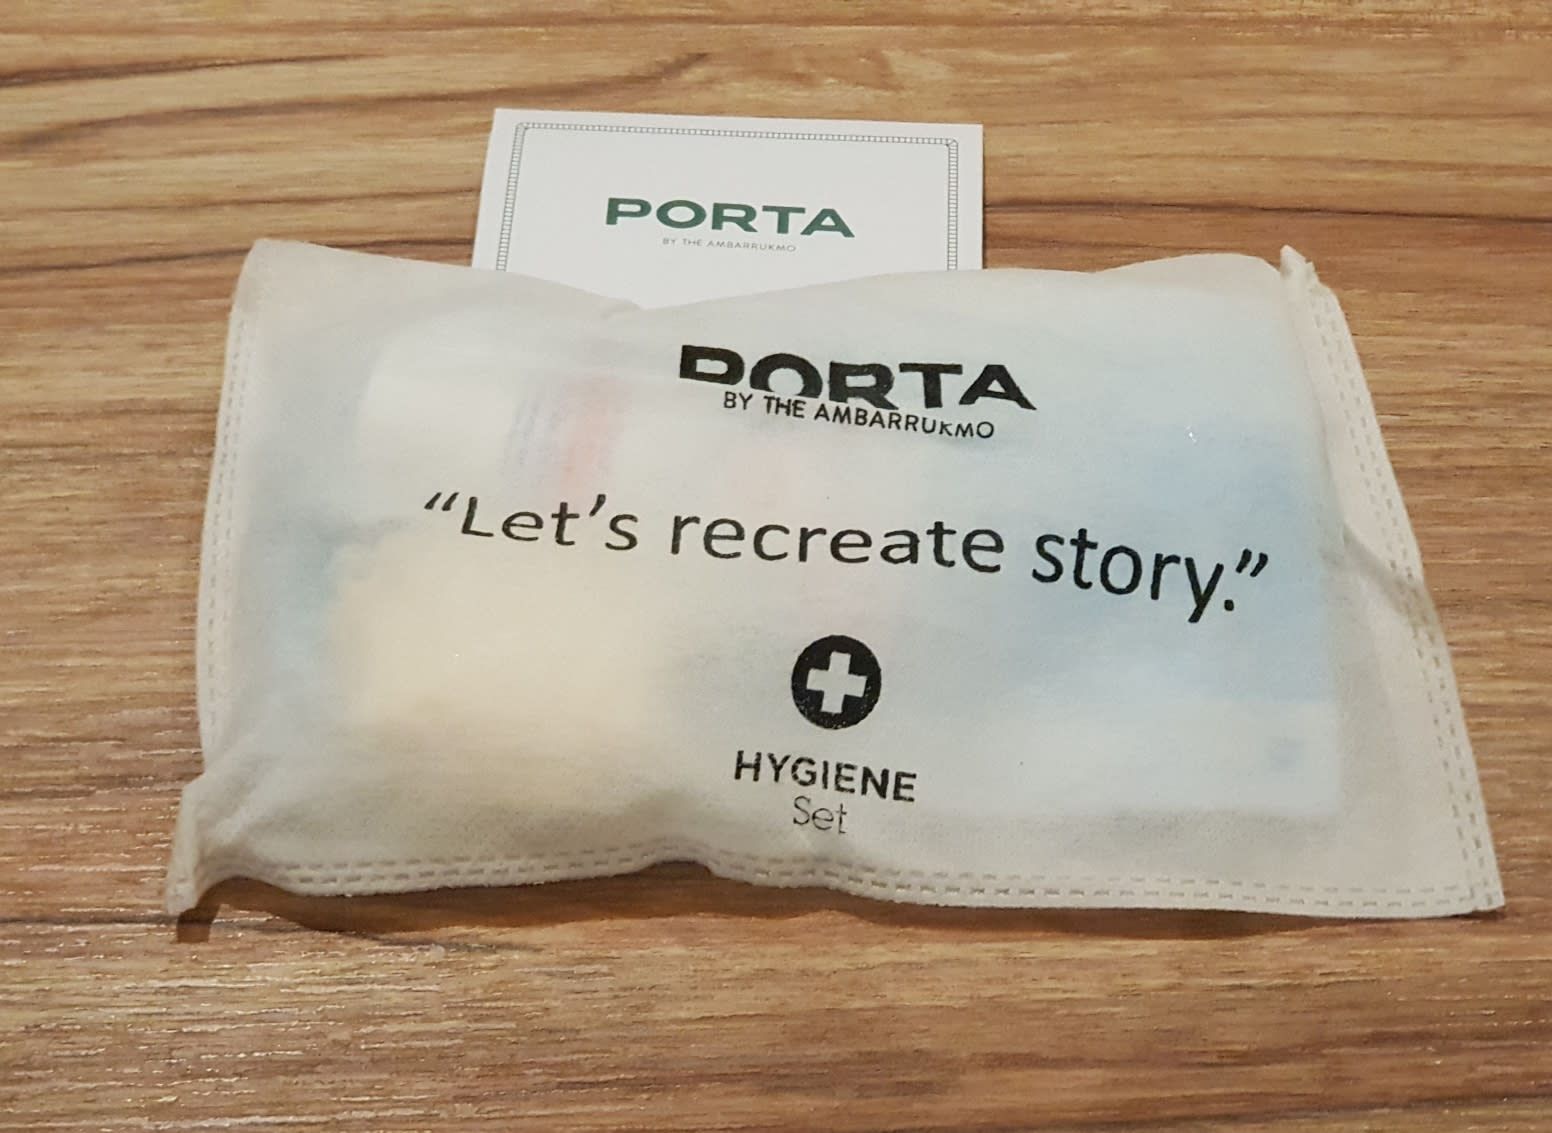 PORTA
BY THE AMBARRUKMO
PORTA
BY THE AMBARRUKMO
“Let’s recreate story.”
HYGIENE
Set